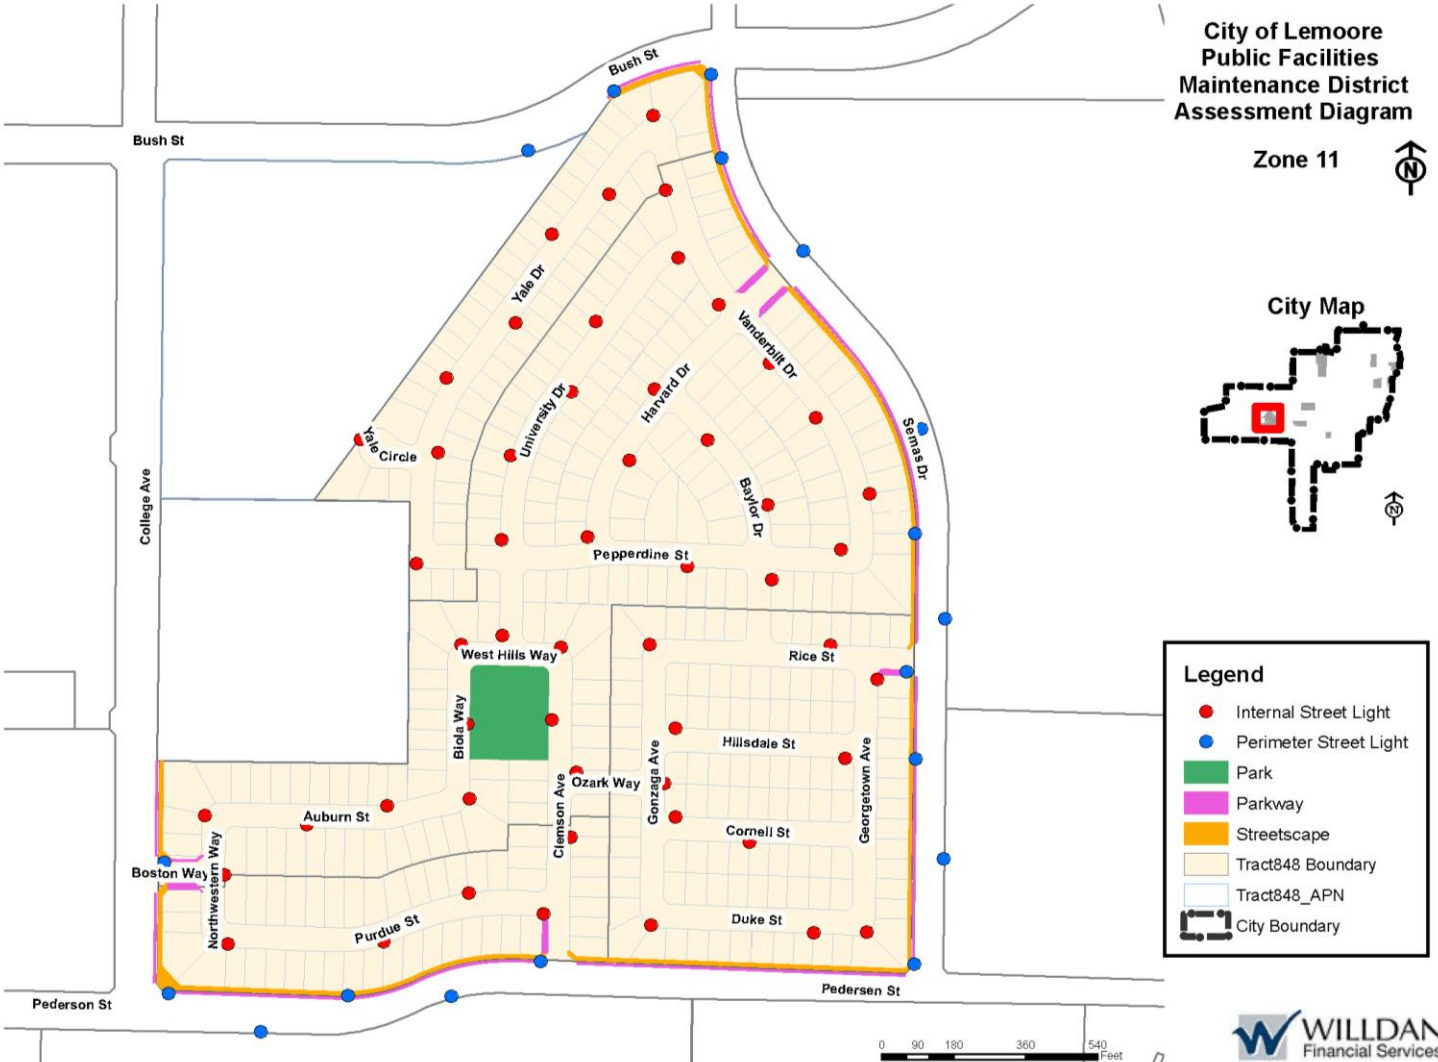 City of Lemoore
Public Facilities
Maintenance District
Assessment Diagram
Zone 11
N
Bush St
Bush St
Yale Dr
Vanderbilt Dr
University Dr
Harvard Dr
Yale
Circle
Semas Dr
College Ave
Baylor Dr
Pepperdine St
West Hills Way
Rice St
Biola Way
Hillsdale St
Gonzaga Ave
Georgetown Ave
Ozark Way
Clemson Ave
Auburn St
Cornell St
Boston Way
Northwestern Way
Purdue St
Duke St
Pederson St
Pedersen St
City Map
N
Legend
Internal Street Light
Perimeter Street Light
Park
Parkway
Streetscape
Tract848 Boundary
Tract848_APN
City Boundary
0 90 180 360 540
Feet
WILLDAN
Financial Services